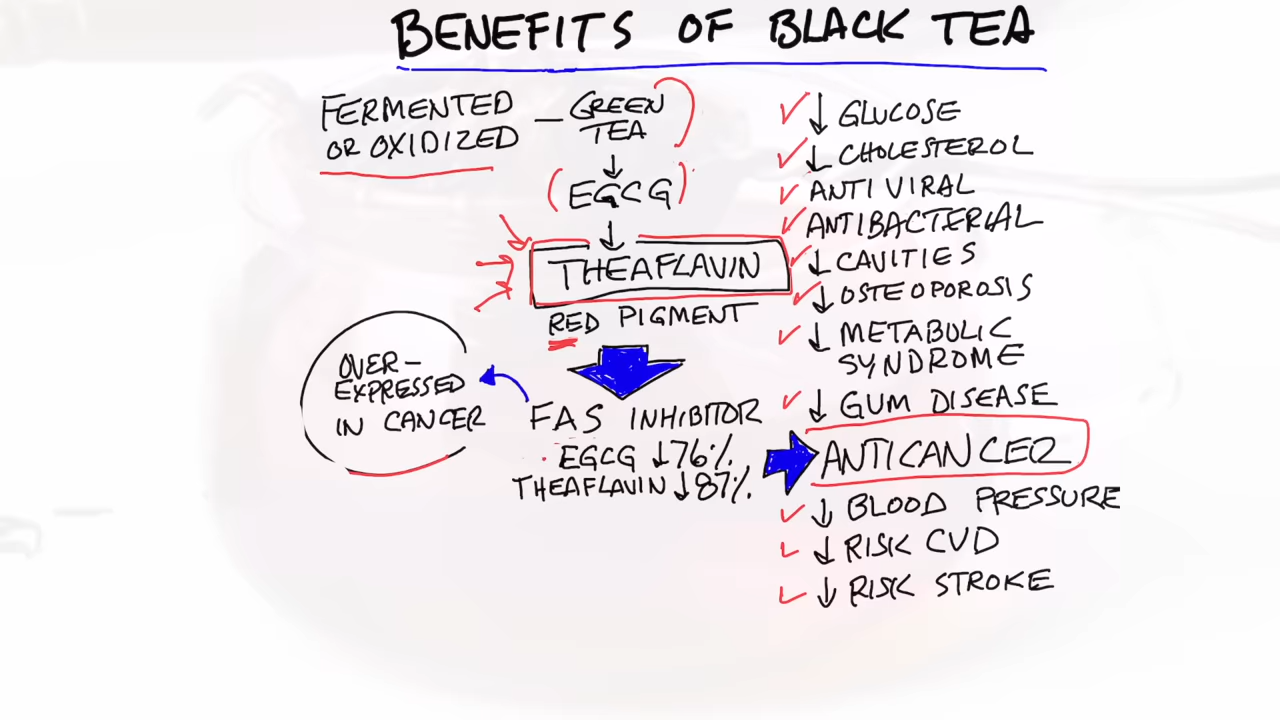 BENEFITS OF BLACK TEA
FERMENTED
OR OXIDIZED
— GREEN
TEA
↓
(EGCG)
↓
THEAFLAVIN
RED PIGMENT
OVER-
EXPRESSED
IN CANCER
FAS INHIBITOR
EGCG ↓76%
THEAFLAVIN ↓87%
✓ ↓ GLUCOSE
✓ ↓ CHOLESTEROL
✓ ANTIVIRAL
✓ ANTIBACTERIAL
✓ ↓ CAVITIES
✓ ↓ OSTEOPOROSIS
✓ ↓ METABOLIC
SYNDROME
✓ ↓ GUM DISEASE
ANTICANCER
✓ ↓ BLOOD PRESSURE
✓ ↓ RISK CVD
✓ ↓ RISK STROKE